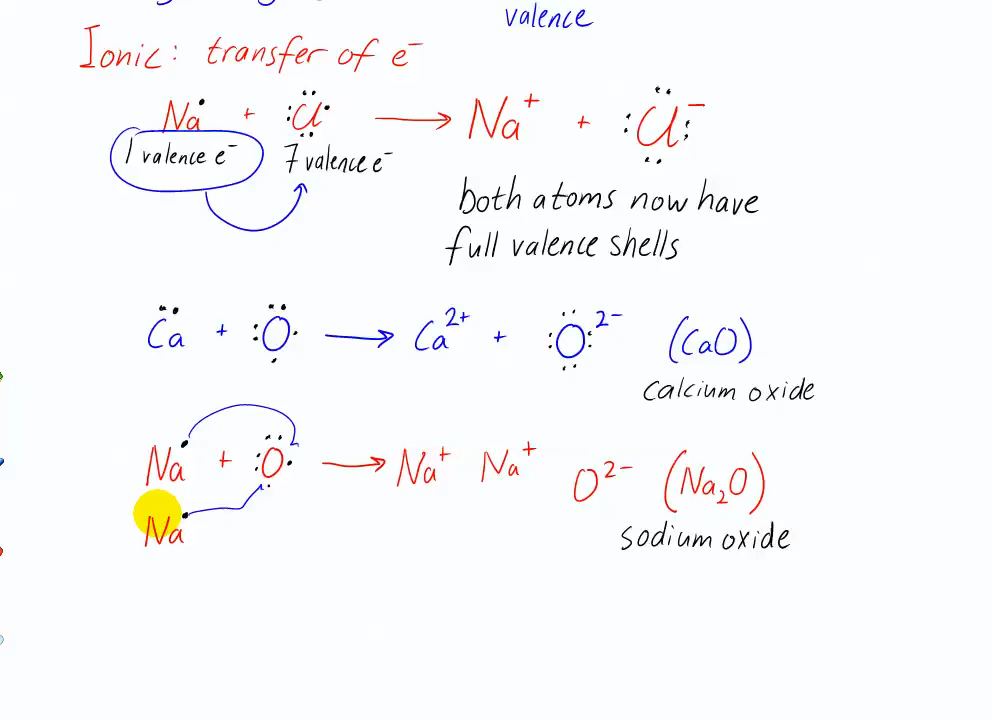 valence
Ionic: transfer of e⁻
Na + Cl → Na⁺ + Cl⁻
1 valence e⁻ 7 valence e⁻
both atoms now have
full valence shells
Ca + O → Ca²⁺ + O²⁻ (CaO)
calcium oxide
Na + O → Na⁺ Na⁺ O²⁻ (Na₂O)
Na
sodium oxide